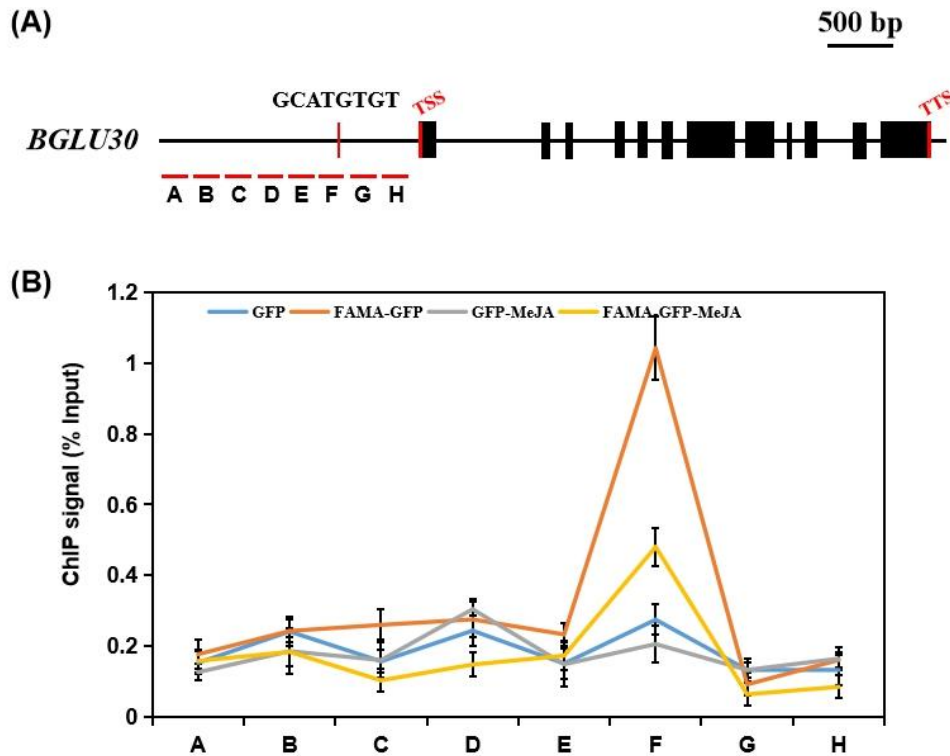 (A)
500 bp
GCATGTGT
TSS
TTS
BGLU30
A B C D E F G H
(B)
1.2
GFP FAMA-GFP GFP-MeJA FAMA-GFP-MeJA
1
0.8
0.6
0.4
0.2
0
ChIP signal (% Input)
A B C D E F G H